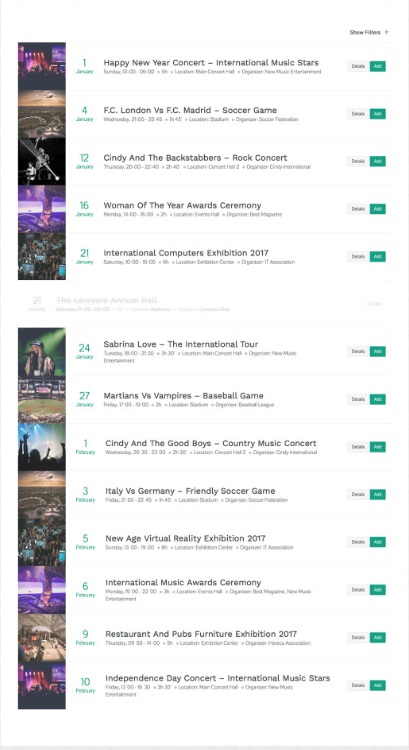 Show Filters +
1 January
Happy New Year Concert – International Music Stars
Sunday, 01:00 - 06:00 » 5h » Location: Main Concert Hall » Organizer: New Music Entertainment
Details Add
4 January
F.C. London Vs F.C. Madrid – Soccer Game
Wednesday, 21:00 - 22:45 » 1h 45' » Location: Stadium » Organizer: Soccer Federation
Details Add
12 January
Cindy And The Backstabbers – Rock Concert
Thursday, 20:00 - 22:40 » 2h 40' » Location: Concert Hall 2 » Organizer: Cindy International
Details Add
16 January
Woman Of The Year Awards Ceremony
Monday, 14:00 - 16:00 » 2h » Location: Events Hall » Organizer: Best Magazine
Details Add
21 January
International Computers Exhibition 2017
Saturday, 10:00 - 16:00 » 6h » Location: Exhibition Center » Organizer: IT Association
Details Add
21 January
The Lawyers Annual Ball
24 January
Sabrina Love – The International Tour
Tuesday, 18:00 - 21:30 » 3h 30' » Location: Main Concert Hall » Organizer: New Music
Entertainment
Details Add
27 January
Martians Vs Vampires – Baseball Game
Friday, 17:00 - 19:00 » 2h » Location: Stadium » Organizer: Baseball League
Details Add
1 February
Cindy And The Good Boys – Country Music Concert
Wednesday, 20:30 - 23:00 » 2h 30' » Location: Concert Hall 2 » Organizer: Cindy International
Details Add
3 February
Italy Vs Germany – Friendly Soccer Game
Friday, 21:00 - 22:45 » 1h 45' » Location: Stadium » Organizer: Soccer Federation
Details Add
5 February
New Age Virtual Reality Exhibition 2017
Sunday, 13:00 - 19:00 » 6h » Location: Exhibition Center » Organizer: IT Association
Details Add
6 February
International Music Awards Ceremony
Monday, 19:00 - 22:00 » 3h » Location: Events Hall » Organizer: Best Magazine, New Music
Entertainment
Details Add
9 February
Restaurant And Pubs Furniture Exhibition 2017
Thursday, 09:00 - 14:00 » 5h » Location: Exhibition Center » Organizer: Horeca Association
Details Add
10 February
Independence Day Concert – International Music Stars
Friday, 13:00 - 16:30 » 3h 30' » Location: Main Concert Hall » Organizer: New Music
Entertainment
Details Add